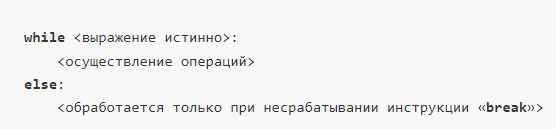 while <выражение истинно>:
<осуществление операций>
else:
<обработается только при несрабатывании инструкции «break»>